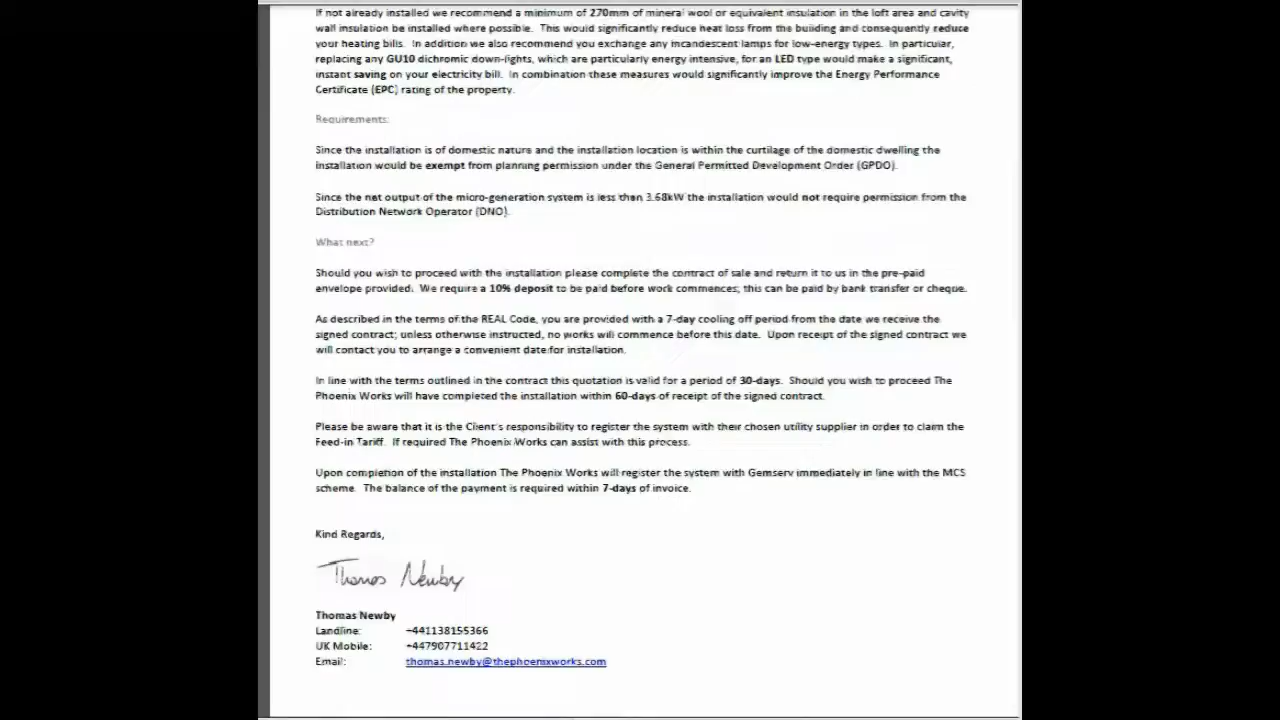 If not already installed we recommend a minimum of 270mm of mineral wool or equivalent insulation in the loft area and cavity
wall insulation be installed where possible. This would significantly reduce heat loss from the building and consequently reduce
your heating bills. In addition we also recommend you exchange any incandescent lamps for low-energy types. In particular,
replacing any GU10 dichromic down-lights, which are particularly energy intensive, for an LED type would make a significant,
instant saving on your electricity bill. In combination these measures would significantly improve the Energy Performance
Certificate (EPC) rating of the property.
Requirements:
Since the installation is of domestic nature and the installation location is within the curtilage of the domestic dwelling the
installation would be exempt from planning permission under the General Permitted Development Order (GPDO).
Since the net output of the micro-generation system is less than 3.68kW the installation would not require permission from the
Distribution Network Operator (DNO).
What next?
Should you wish to proceed with the installation please complete the contract of sale and return it to us in the pre-paid
envelope provided. We require a 10% deposit to be paid before work commences; this can be paid by bank transfer or cheque.
As described in the terms of the REAL Code, you are provided with a 7-day cooling off period from the date we receive the
signed contract; unless otherwise instructed, no works will commence before this date. Upon receipt of the signed contract we
will contact you to arrange a convenient date for installation.
In line with the terms outlined in the contract this quotation is valid for a period of 30-days. Should you wish to proceed The
Phoenix Works will have completed the installation within 60-days of receipt of the signed contract.
Please be aware that it is the Client's responsibility to register the system with their chosen utility supplier in order to claim the
Feed-in Tariff. If required The Phoenix Works can assist with this process.
Upon completion of the installation The Phoenix Works will register the system with Gemserv immediately in line with the MCS
scheme. The balance of the payment is required within 7-days of invoice.
Kind Regards,
Thomas Newby
Thomas Newby
Landline: +441138155366
UK Mobile: +447907711422
Email: thomas.newby@thephoenixworks.com